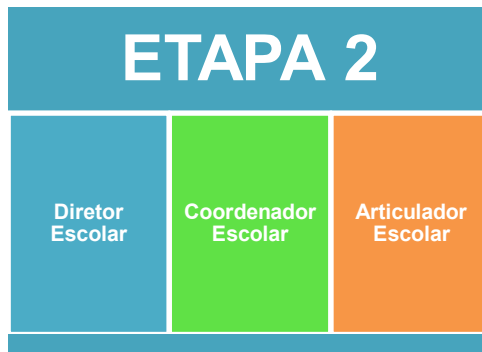 ETAPA 2
Diretor
Escolar
Coordenador
Escolar
Articulador
Escolar